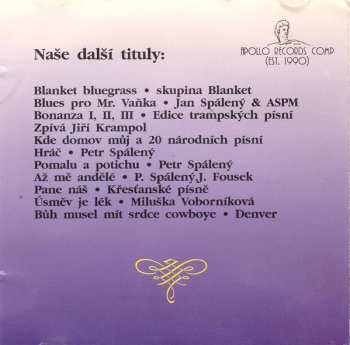 Naše další tituly:
APOLLO RECORDS COMP
(EST. 1990)
Blanket bluegrass • skupina Blanket
Blues pro Mr. Vaňka • Jan Spálený & ASPM
Bonanza I, II, III • Edice trampských písní
Zpívá Jiří Krampol
Kde domov můj a 20 národních písní
Hráč • Petr Spálený
Pomalu a potichu • Petr Spálený
Až mě andělé • P. Spálený,J. Fousek
Pane náš • Křesťanské písně
Úsměv je lék • Miluška Voborníková
Bůh musel mít srdce cowboye • Denver